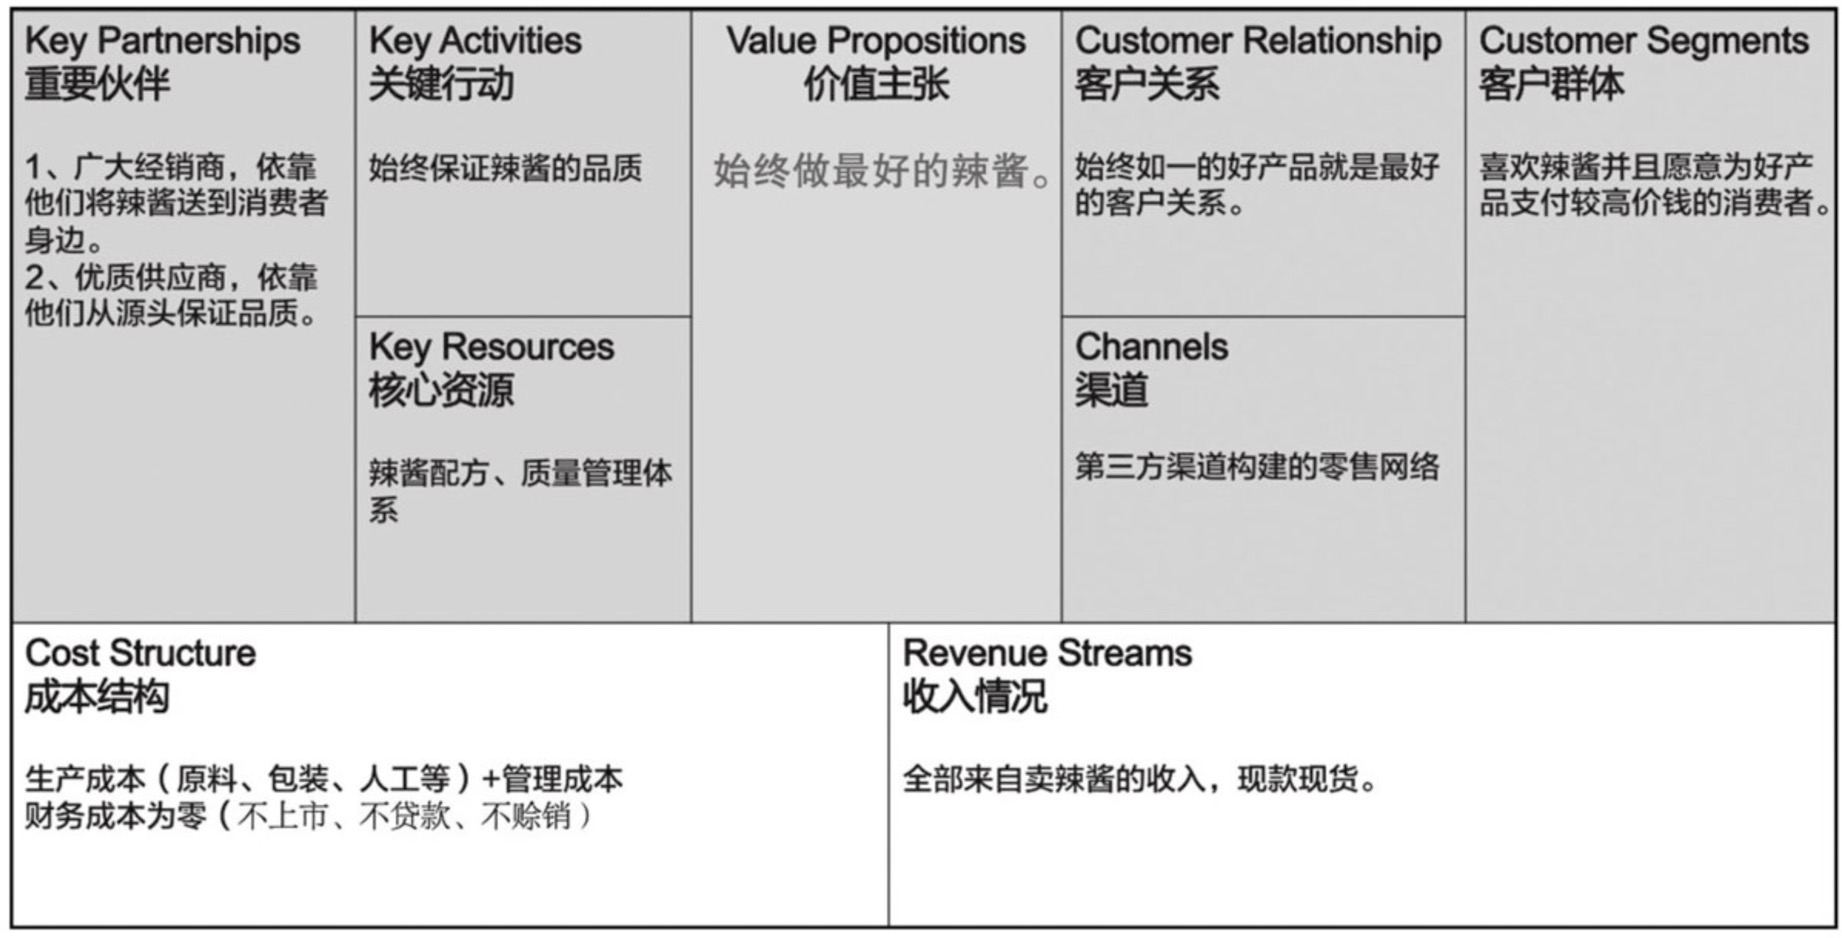 Key Partnerships
重要伙伴
1、广大经销商，依靠
他们将辣酱送到消费者
身边。
2、优质供应商，依靠
他们从源头保证品质。
Key Activities
关键行动
始终保证辣酱的品质
Key Resources
核心资源
辣酱配方、质量管理体
系
Value Propositions
价值主张
始终做最好的辣酱。
Customer Relationship
客户关系
始终如一的好产品就是最好
的客户关系。
Channels
渠道
第三方渠道构建的零售网络
Customer Segments
客户群体
喜欢辣酱并且愿意为好产
品支付较高价钱的消费者。
Cost Structure
成本结构
生产成本（原料、包装、人工等）+管理成本
财务成本为零（不上市、不贷款、不赊销）
Revenue Streams
收入情况
全部来自卖辣酱的收入，现款现货。